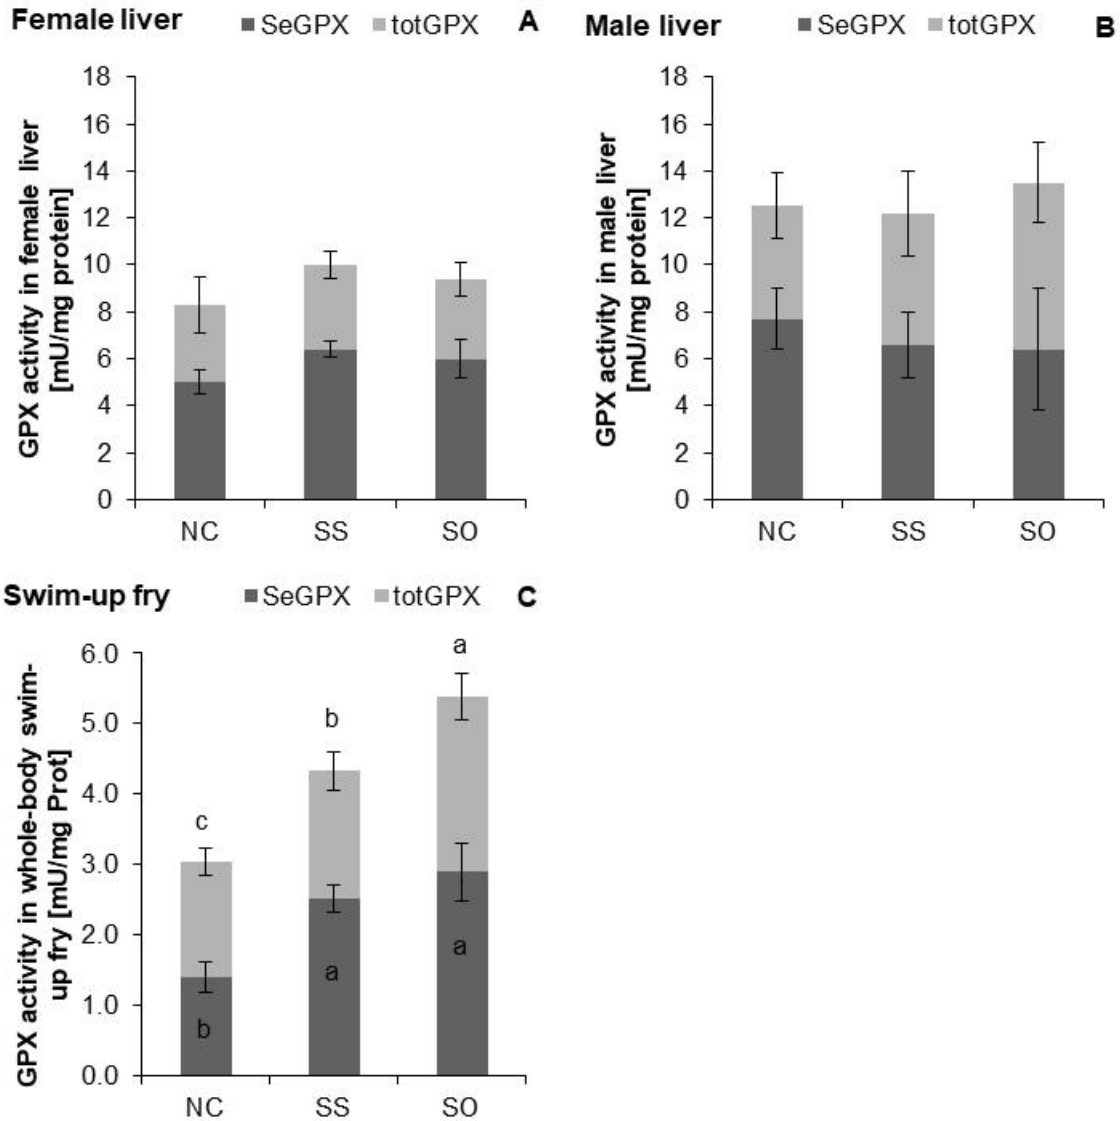 Female liver
SeGPX totGPX
A
GPX activity in female liver
[mU/mg protein]
18
16
14
12
10
8
6
4
2
0
NC SS SO
Male liver
SeGPX totGPX
B
GPX activity in male liver
[mU/mg protein]
18
16
14
12
10
8
6
4
2
0
NC SS SO
Swim-up fry
SeGPX totGPX
C
GPX activity in whole-body swim-
up fry [mU/mg Prot]
6.0
5.0
4.0
3.0
2.0
1.0
0.0
c
b
a
b
a
a
NC SS SO